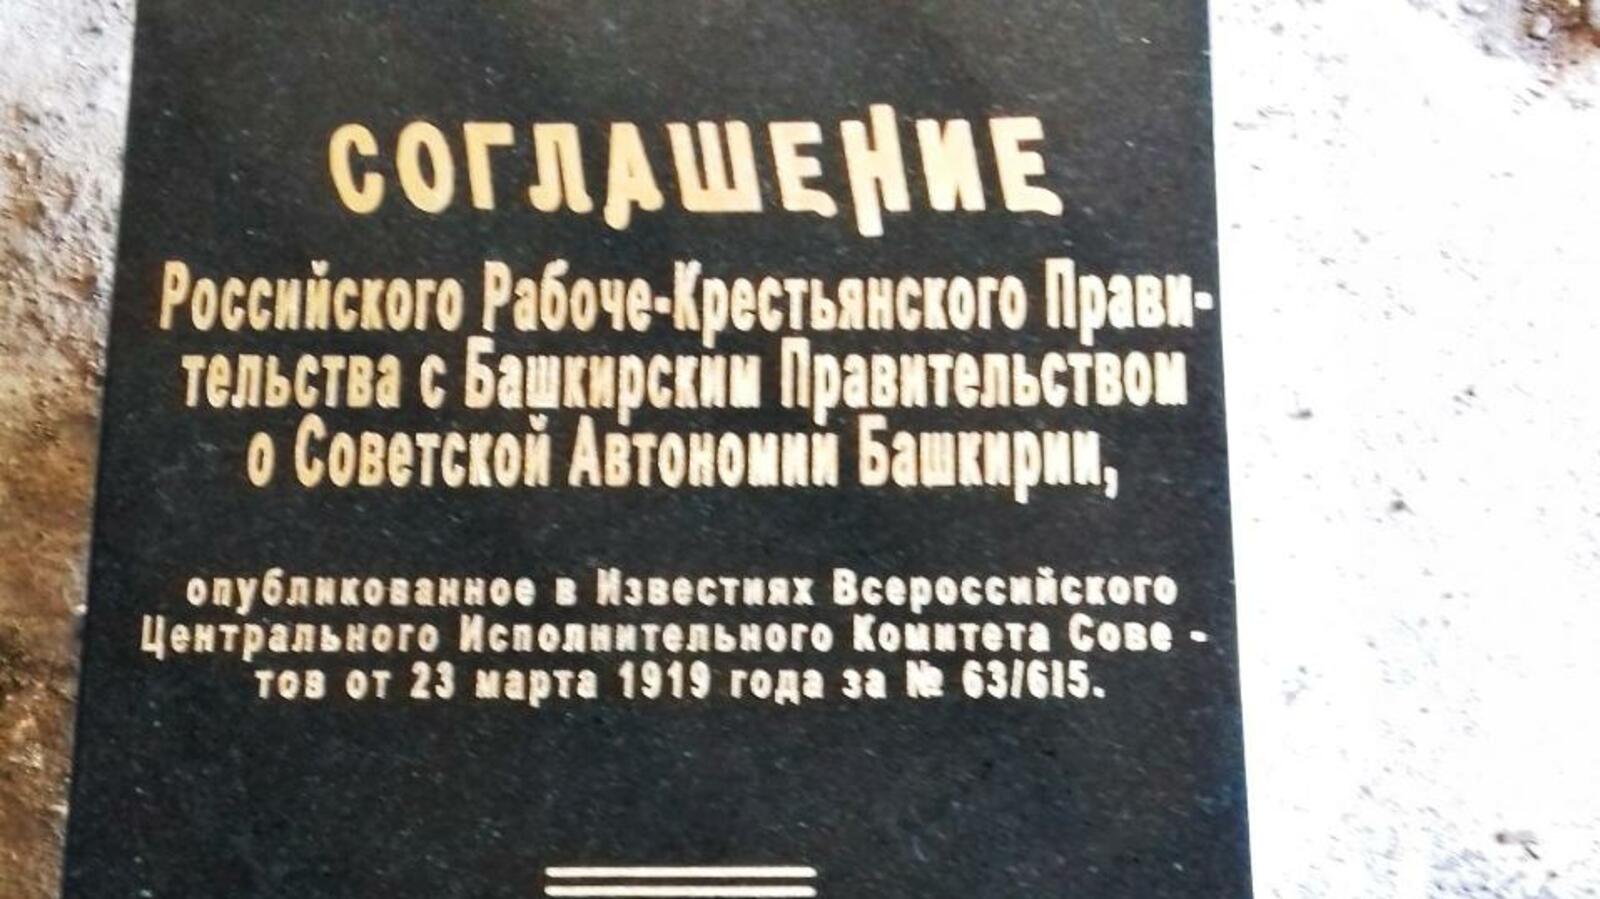 СОГЛАШЕНИЕ
Российского Рабоче-Крестьянского Прави-
тельства с Башкирским Правительством
о Советской Автономии Башкирии,
опубликованное в Известиях Всероссийского
Центрального Исполнительного Комитета Сове -
тов от 23 марта 1919 года за № 63/615.